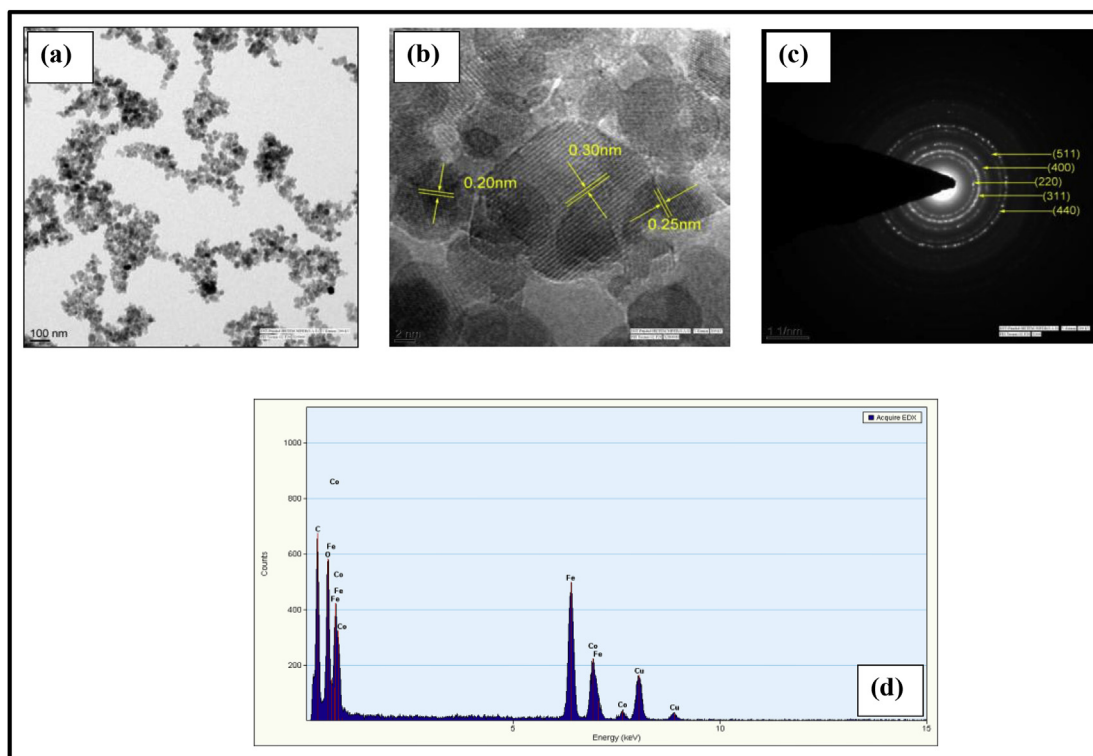 (a)
100 nm
(b)
0.30nm
0.20nm
0.25nm
2 nm
(c)
(511)
(400)
(220)
(311)
(440)
1 1/nm
Acquire EDX
1000
800
600
400
200
Counts
Co
C
Fe
O
Co
Fe
Fe
Co
Fe
Co
Fe
Co
Cu
Cu
(d)
5
10
15
Energy (keV)